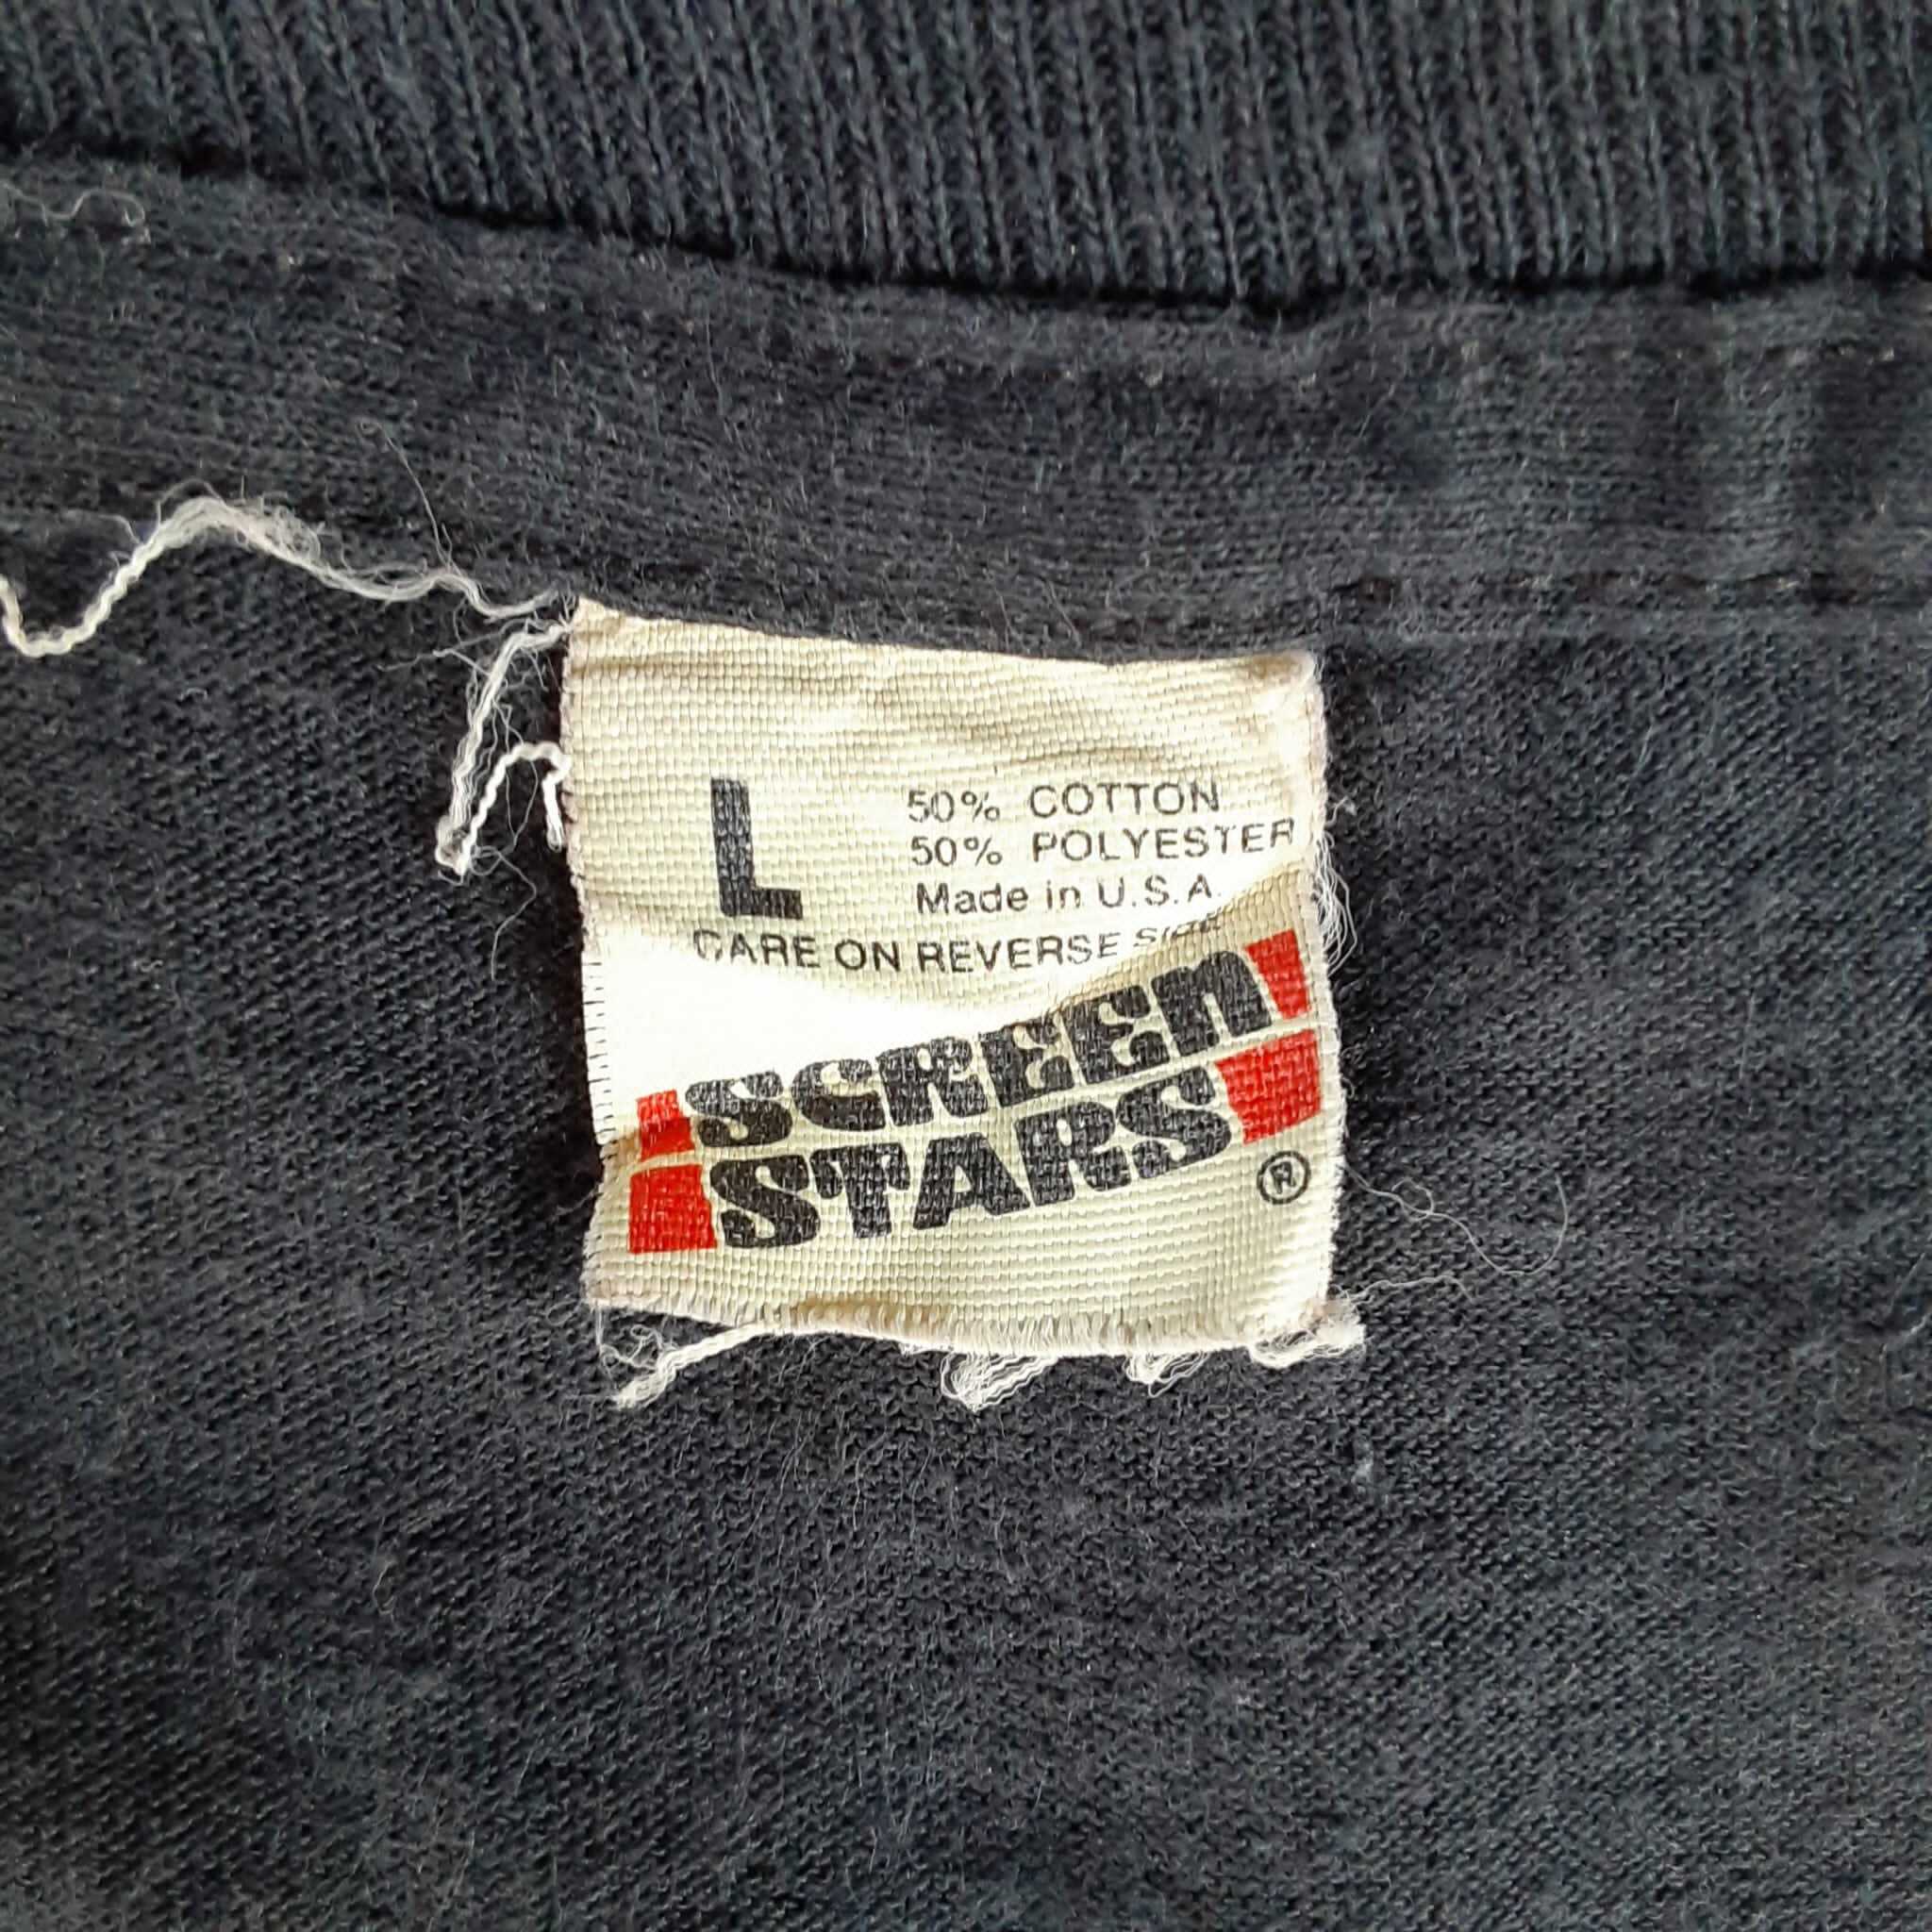 L
50% COTTON
50% POLYESTER
Made in U.S.A.
CARE ON REVERSE SIDE
SCREEN
STARS
®